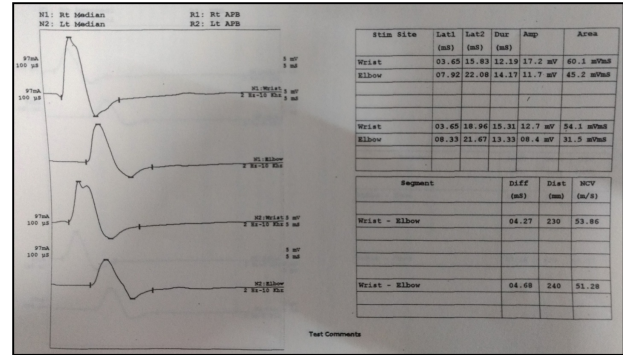 N1: Rt Median R1: Rt APB
N2: Lt Median R2: Lt APB
97mA
100 µS
5 mV
3 mS
97mA
100 µS
N1:Wrist 5 mV
2 Hz-10 Khz 3 mS
N1:Elbow
2 Hz-10 Khz
97mA
100 µS
N2:Wrist 5 mV
2 Hz-10 Khz 3 mS
97mA
100 µS
5 mV
3 mS
N2:Elbow
2 Hz-10 Khz
Stim Site Lat1 Lat2 Dur Amp Area
(mS) (mS) (mS)
Wrist 03.65 15.83 12.19 17.2 mV 60.1 mVmS
Elbow 07.92 22.08 14.17 11.7 mV 45.2 mVmS
Wrist 03.65 18.96 15.31 12.7 mV 54.1 mVmS
Elbow 08.33 21.67 13.33 08.4 mV 31.5 mVmS
Segment Diff Dist NCV
(mS) (mm) (m/S)
Wrist - Elbow 04.27 230 53.86
Wrist - Elbow 04.68 240 51.28
Test Comments